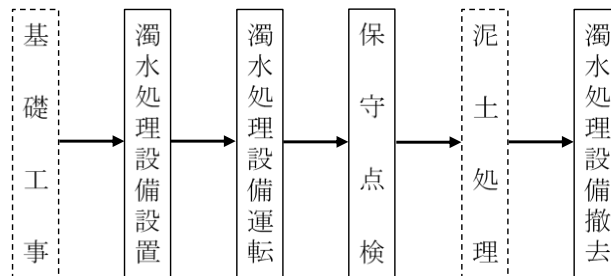 基礎工事
濁水処理設備設置
濁水処理設備運転
保守点検
泥土処理
濁水処理設備撤去